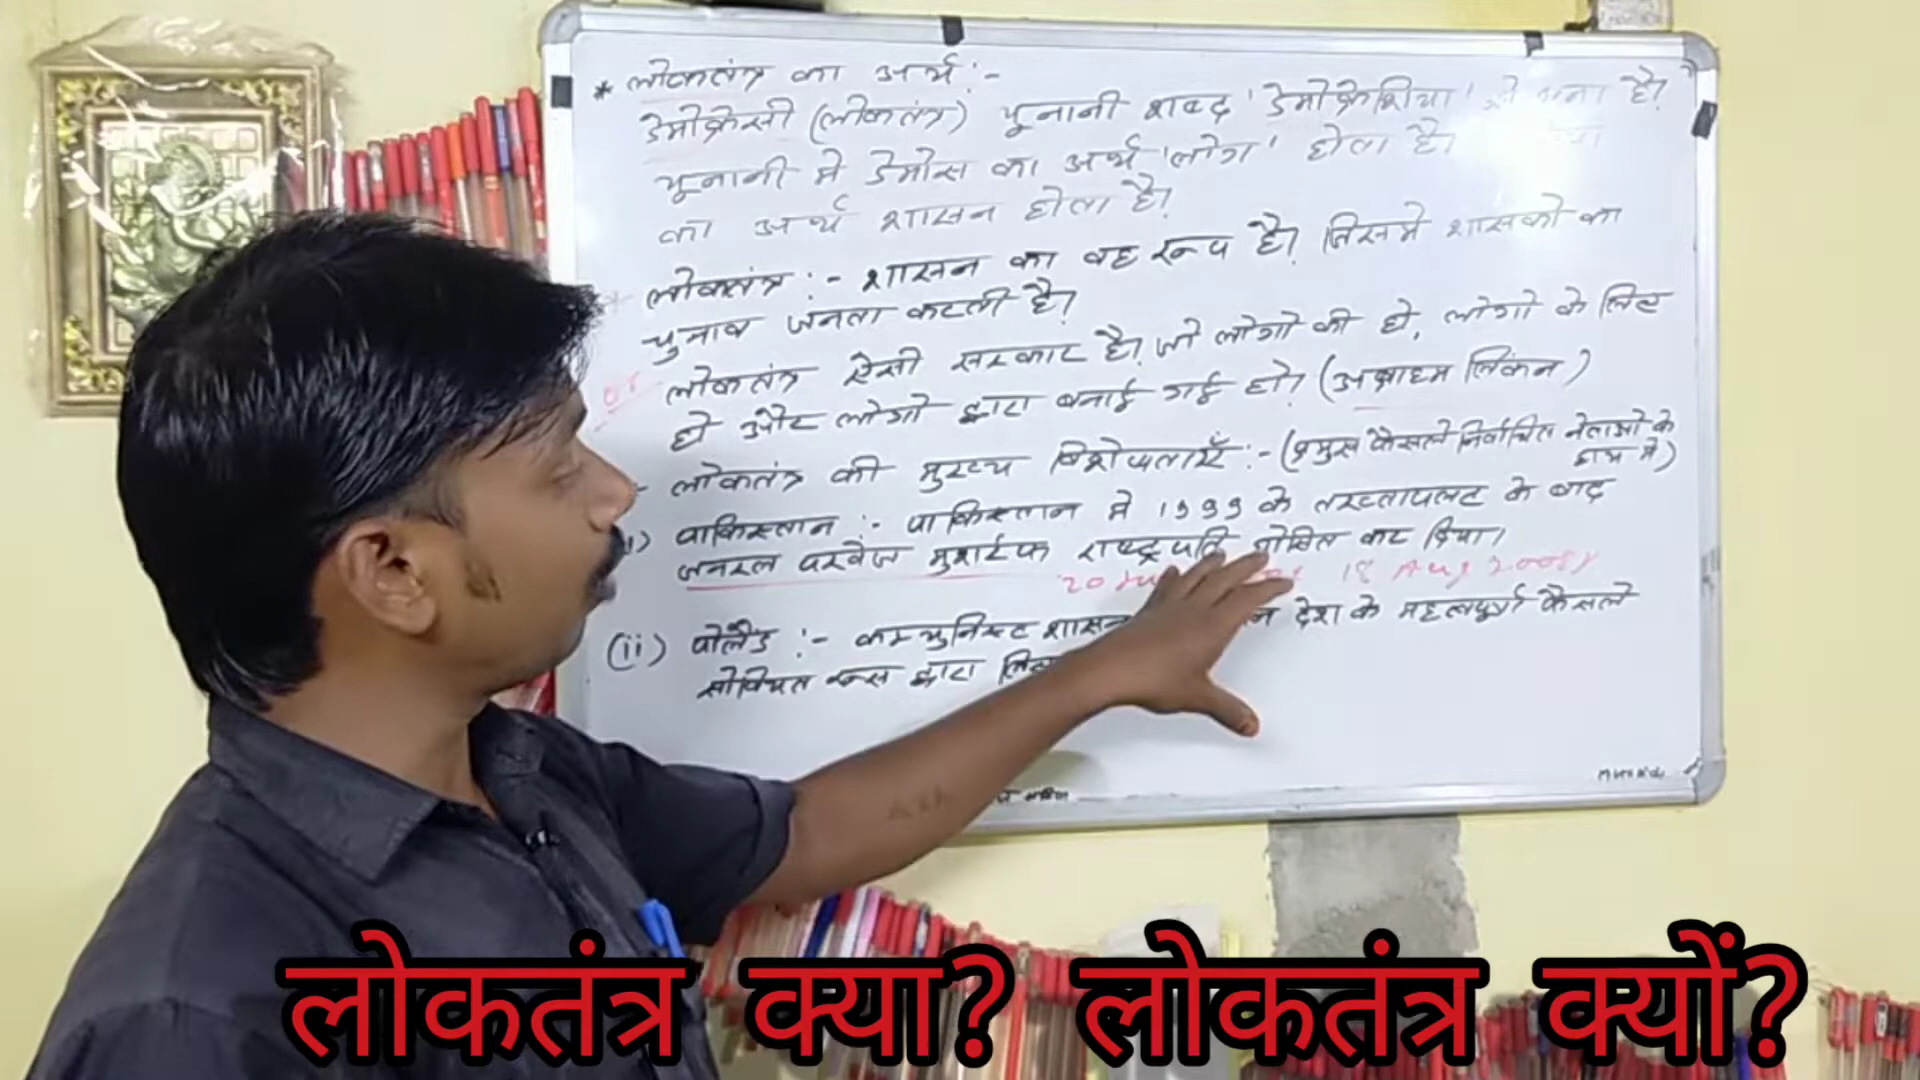 * लोकतंत्र का अर्थ :-
डेमोक्रेसी (लोकतंत्र) यूनानी शब्द 'डेमोक्रेशिया' से बना है।
यूनानी मे डेमोस का अर्थ 'लोग' होता है।
का अर्थ शासन होता है।
लोकतंत्र :- शासन का वह रूप है। जिसमे शासको का
चुनाव जनता करती है।
or लोकतंत्र ऐसी सरकार है। जो लोगो की हो, लोगो के लिए
हो और लोगो द्वारा बनाई गई हो। (अब्राहम लिंकन)
- लोकतंत्र की मुख्य विशेषताएँ :- (प्रमुख फैसले निर्वाचित नेताओ के
हाथ मे)
i) पाकिस्तान :- पाकिस्तान मे 1999 के तख्तापलट के बाद
जनरल परवेज मुशर्रफ राष्ट्रपति घोषित कर दिया।
20 18 Aug 2008)
(ii) पोलैंड :- कम्युनिस्ट शासन देश के महत्वपूर्ण फैसले
सोवियत रूस द्वारा
लोकतंत्र क्या? लोकतंत्र क्यों?